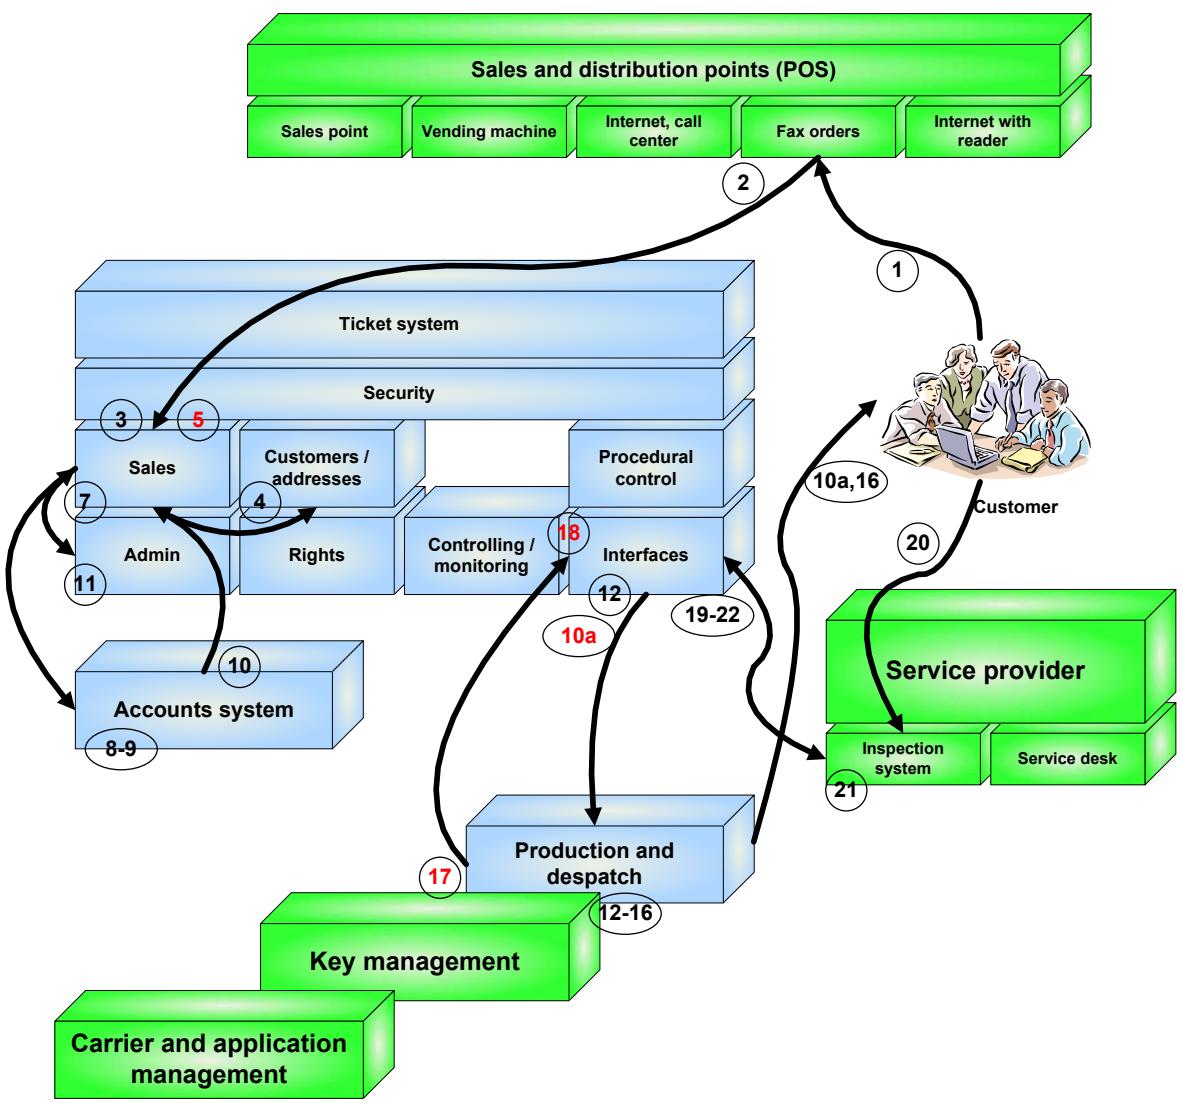 Sales and distribution points (POS)
Sales point
Vending machine
Internet, call
center
Fax orders
Internet with
reader
2
1
Ticket system
Security
3
5
Sales
Customers /
addresses
Procedural
control
10a,16
7
4
Customer
Admin
Rights
Controlling /
monitoring
18
Interfaces
20
11
12
19-22
10a
10
Accounts system
8-9
Service provider
Inspection
system
Service desk
21
Production and
despatch
17
12-16
Key management
Carrier and application
management